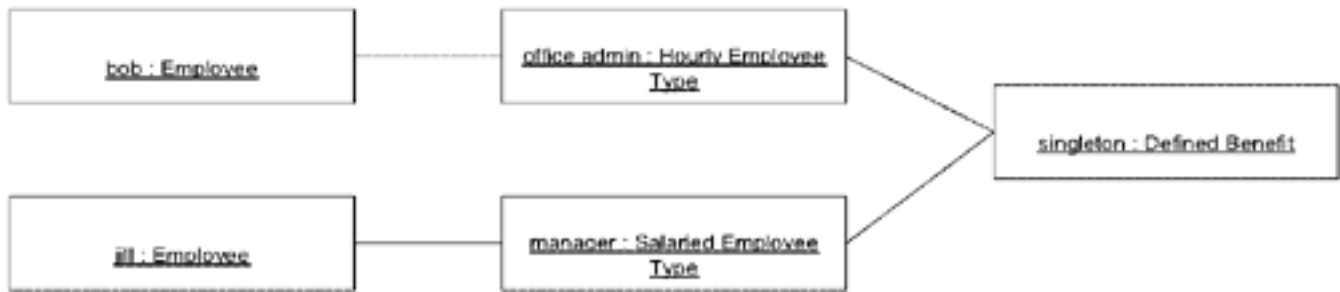 bob : Employee
office admin : Hourly Employee
Type
singleton : Defined Benefit
jill : Employee
manager : Salaried Employee
Type